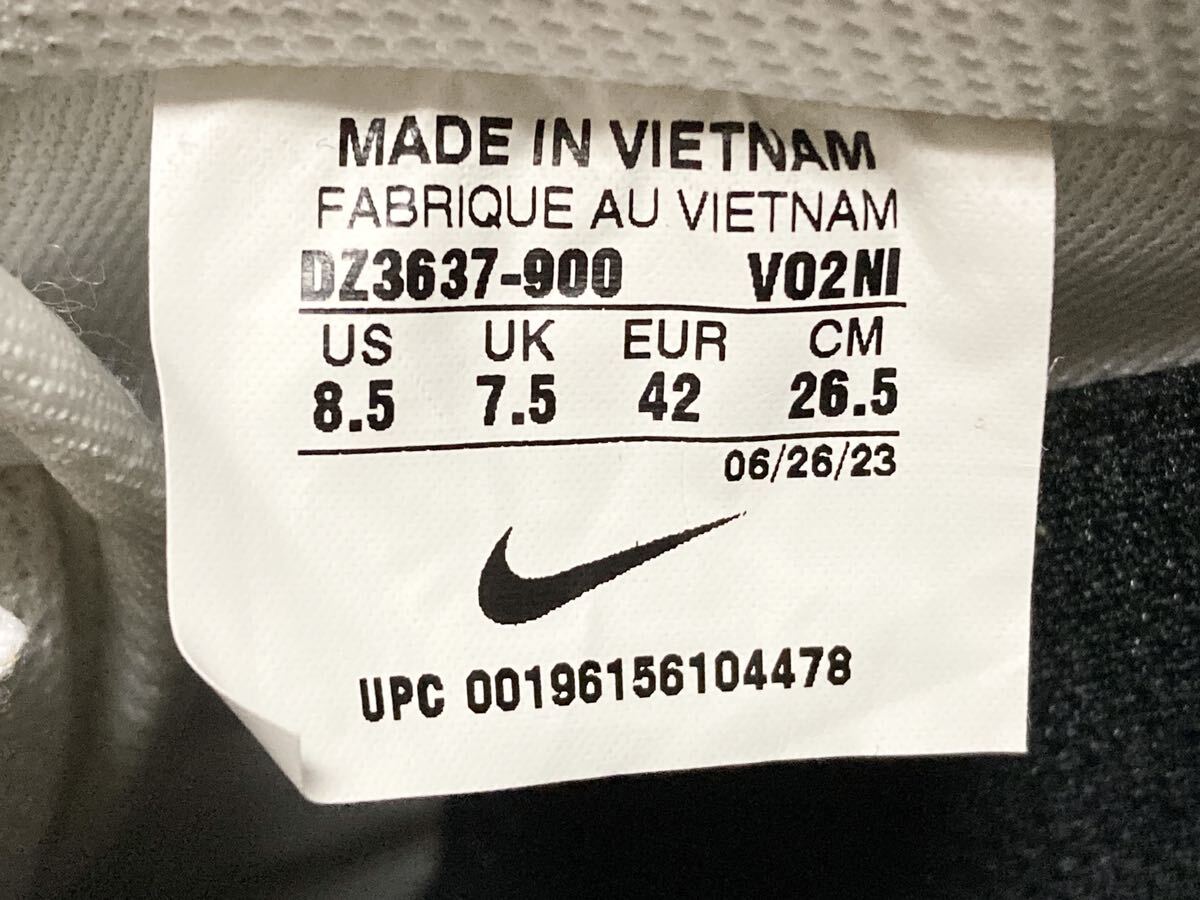 MADE IN VIETNAM
FABRIQUE AU VIETNAM
DZ3637-900 VO2NI
US UK EUR CM
8.5 7.5 42 26.5
06/26/23
UPC 00196156104478